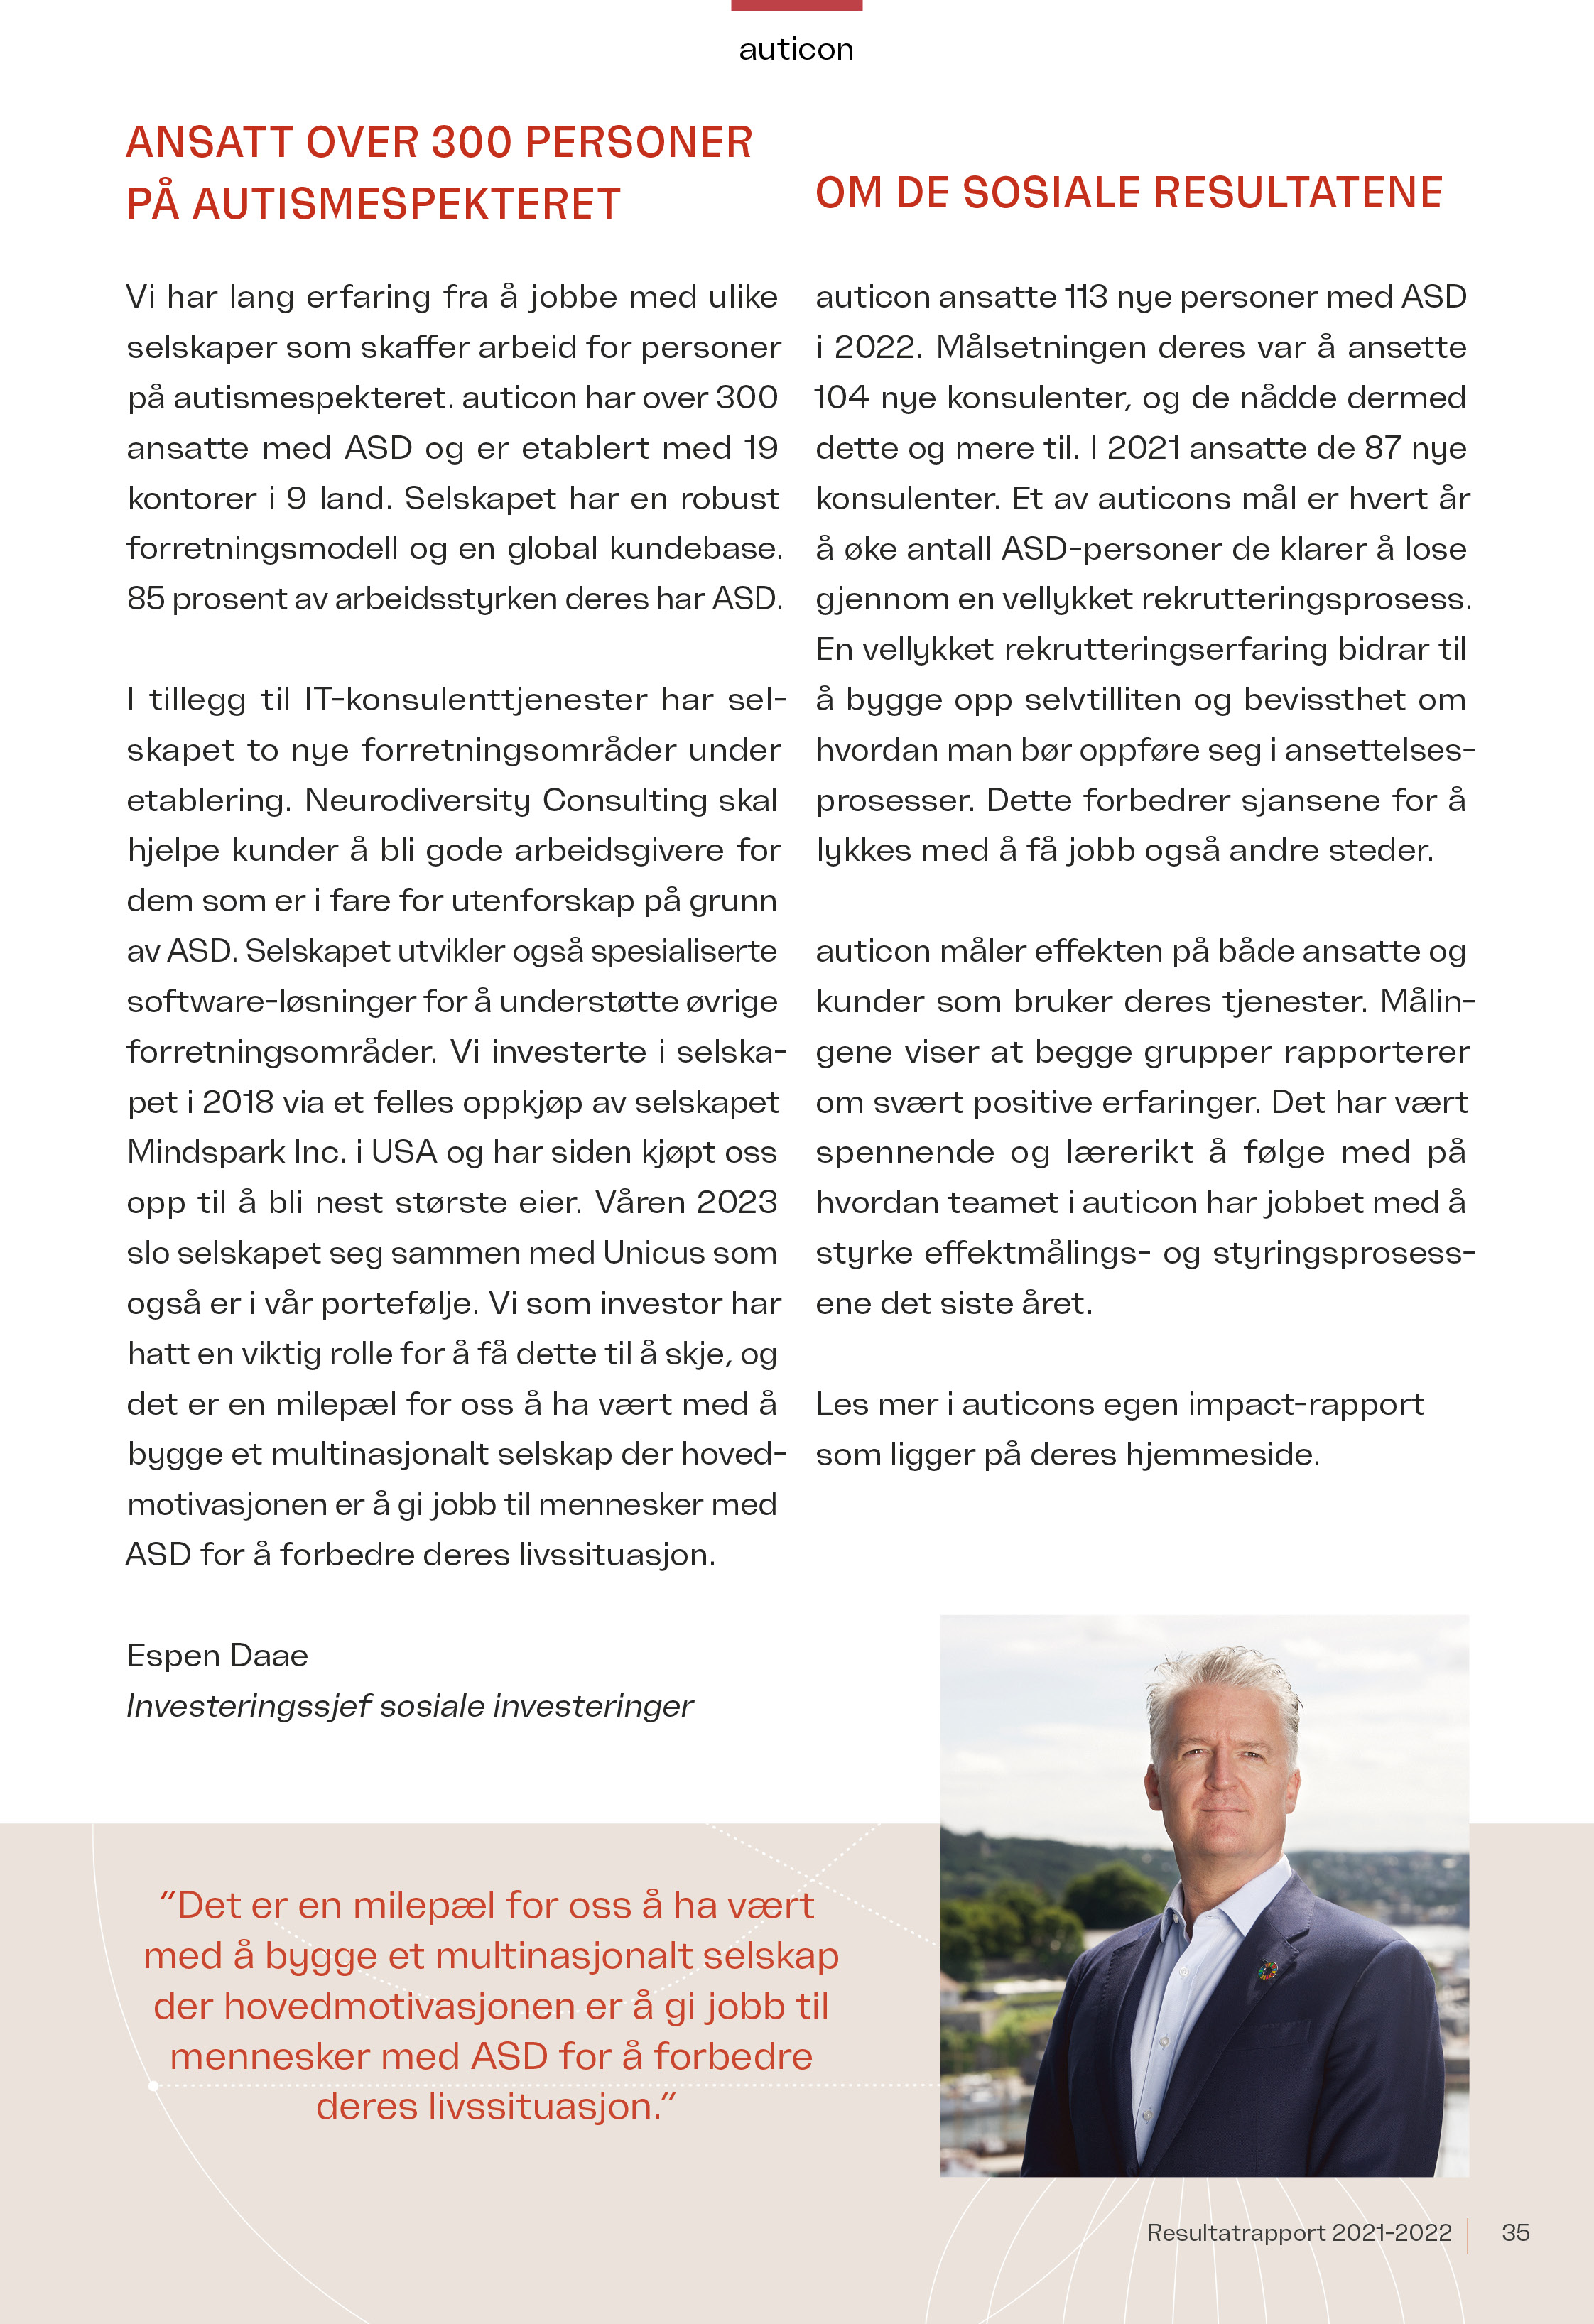 auticon
ANSATT OVER 300 PERSONER
PÅ AUTISMESPEKTERET
Vi har lang erfaring fra å jobbe med ulike
selskaper som skaffer arbeid for personer
på autismespekteret. auticon har over 300
ansatte med ASD og er etablert med 19
kontorer i 9 land. Selskapet har en robust
forretningsmodell og en global kundebase.
85 prosent av arbeidsstyrken deres har ASD.
I tillegg til IT-konsulenttjenester har sel-
skapet to nye forretningsområder under
etablering. Neurodiversity Consulting skal
hjelpe kunder å bli gode arbeidsgivere for
dem som er i fare for utenforskap på grunn
av ASD. Selskapet utvikler også spesialiserte
software-løsninger for å understøtte øvrige
forretningsområder. Vi investerte i selska-
pet i 2018 via et felles oppkjøp av selskapet
Mindspark Inc. i USA og har siden kjøpt oss
opp til å bli nest største eier. Våren 2023
slo selskapet seg sammen med Unicus som
også er i vår portefølje. Vi som investor har
hatt en viktig rolle for å få dette til å skje, og
det er en milepæl for oss å ha vært med å
bygge et multinasjonalt selskap der hoved-
motivasjonen er å gi jobb til mennesker med
ASD for å forbedre deres livssituasjon.
Espen Daae
Investeringssjef sosiale investeringer
OM DE SOSIALE RESULTATENE
auticon ansatte 113 nye personer med ASD
i 2022. Målsetningen deres var å ansette
104 nye konsulenter, og de nådde dermed
dette og mere til. I 2021 ansatte de 87 nye
konsulenter. Et av auticons mål er hvert år
å øke antall ASD-personer de klarer å lose
gjennom en vellykket rekrutteringsprosess.
En vellykket rekrutteringserfaring bidrar til
å bygge opp selvtilliten og bevissthet om
hvordan man bør oppføre seg i ansettelses-
prosesser. Dette forbedrer sjansene for å
lykkes med å få jobb også andre steder.
auticon måler effekten på både ansatte og
kunder som bruker deres tjenester. Målin-
gene viser at begge grupper rapporterer
om svært positive erfaringer. Det har vært
spennende og lærerikt å følge med på
hvordan teamet i auticon har jobbet med å
styrke effektmålings- og styringsprosess-
ene det siste året.
Les mer i auticons egen impact-rapport
som ligger på deres hjemmeside.
"Det er en milepæl for oss å ha vært
med å bygge et multinasjonalt selskap
der hovedmotivasjonen er å gi jobb til
mennesker med ASD for å forbedre
deres livssituasjon."
Resultatrapport 2021-2022 35